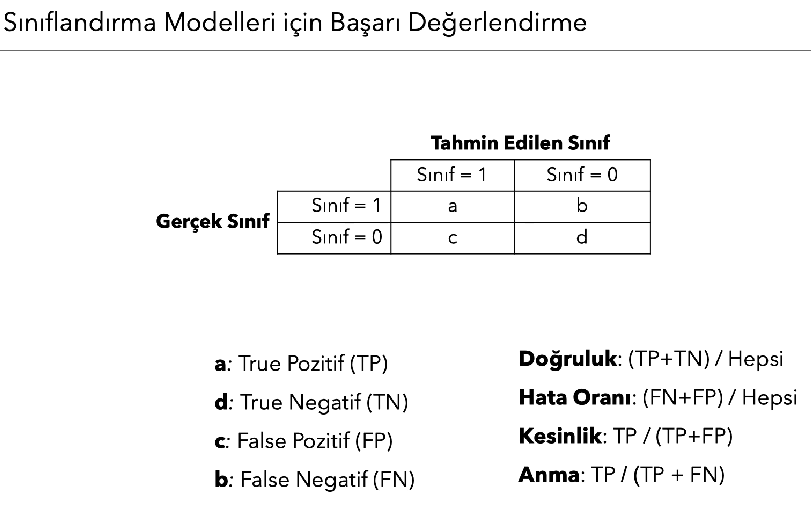 Sınıflandırma Modelleri için Başarı Değerlendirme
Tahmin Edilen Sınıf
Sınıf = 1 Sınıf = 0
Gerçek Sınıf
Sınıf = 1 a b
Sınıf = 0 c d
a: True Pozitif (TP)
d: True Negatif (TN)
c: False Pozitif (FP)
b: False Negatif (FN)
Doğruluk: (TP+TN) / Hepsi
Hata Oranı: (FN+FP) / Hepsi
Kesinlik: TP / (TP+FP)
Anma: TP / (TP + FN)